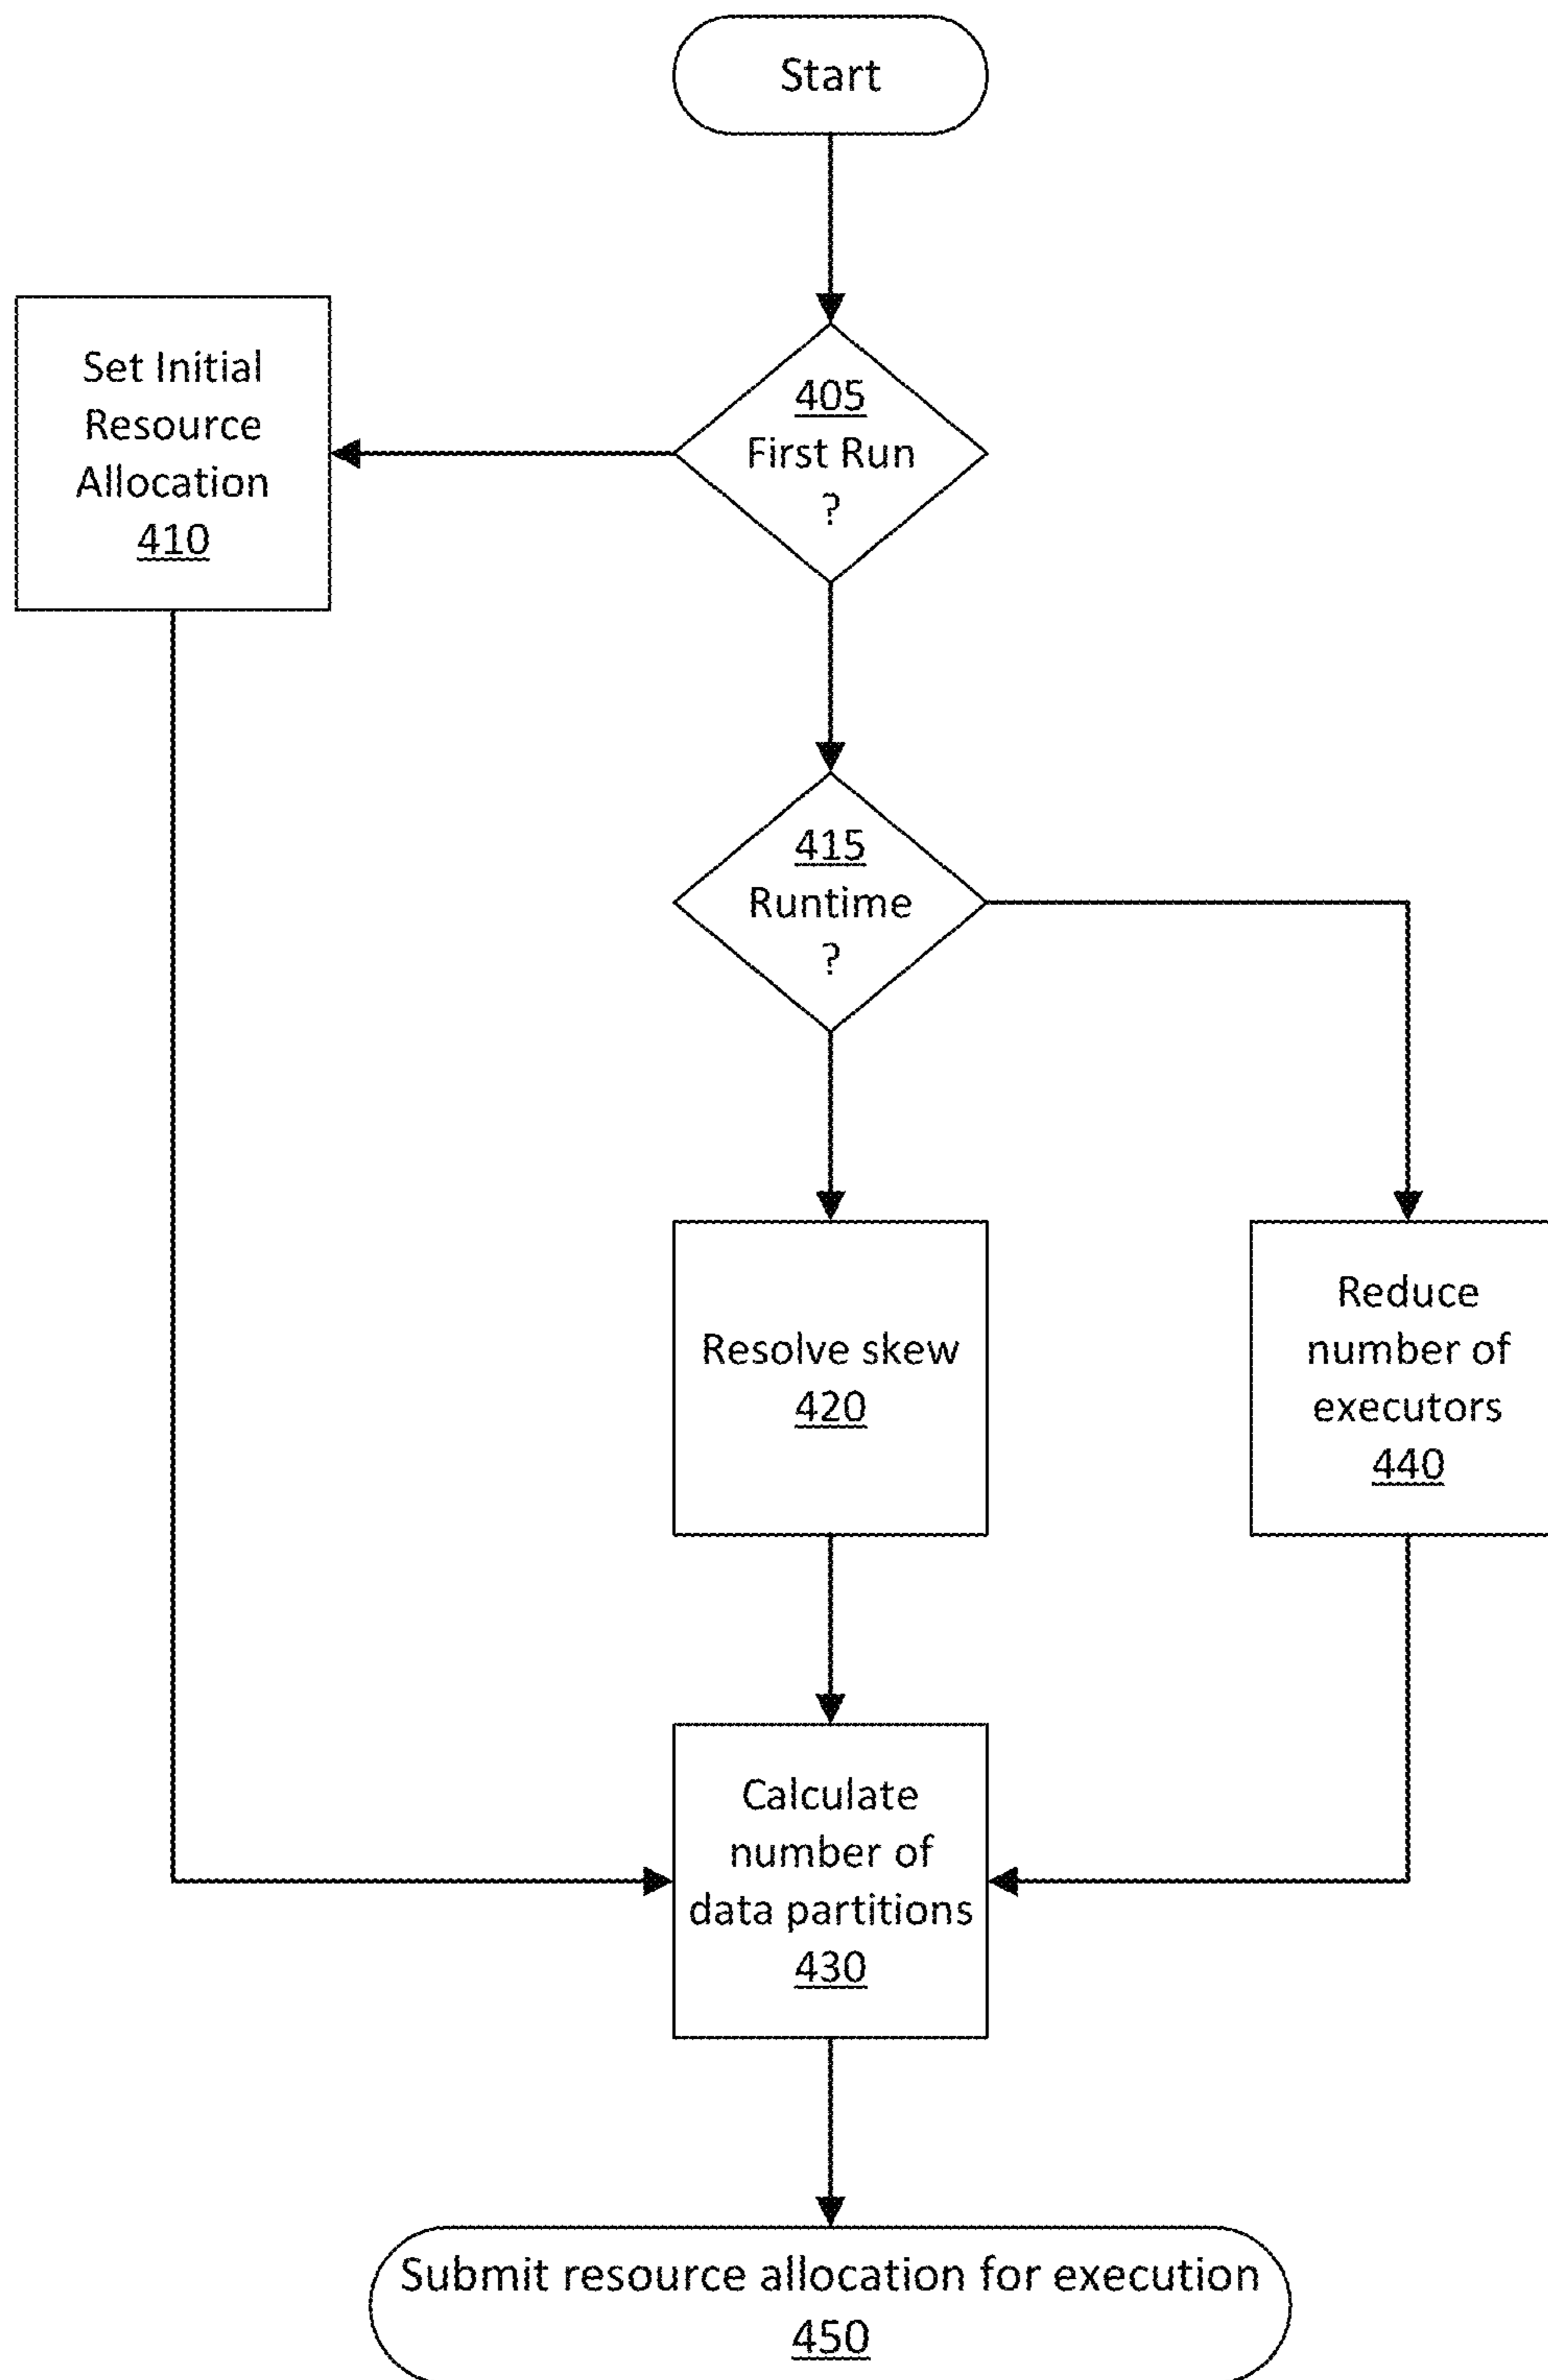 Start
405
First Run
?
Set Initial
Resource
Allocation
410
415
Runtime
?
Resolve skew
420
Reduce
number of
executors
440
Calculate
number of
data partitions
430
Submit resource allocation for execution
450